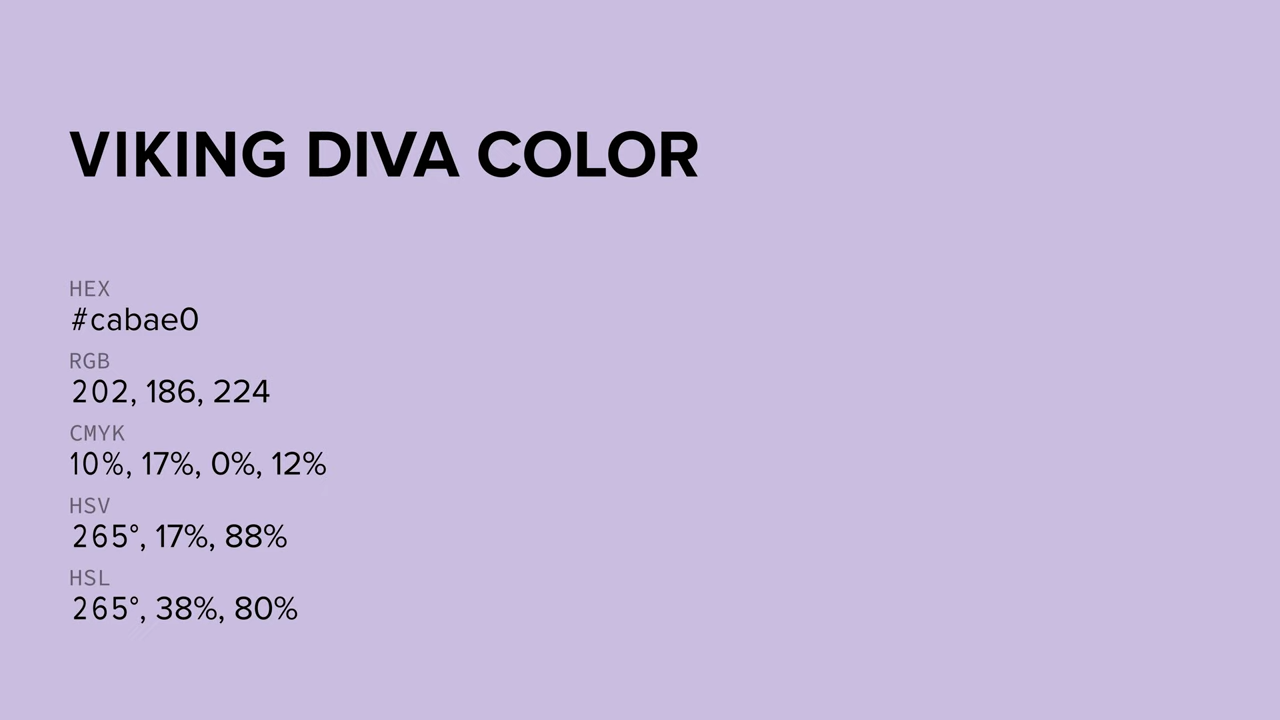 VIKING DIVA COLOR
HEX
#cabae0
RGB
202, 186, 224
CMYK
10%, 17%, 0%, 12%
HSV
265°, 17%, 88%
HSL
265°, 38%, 80%